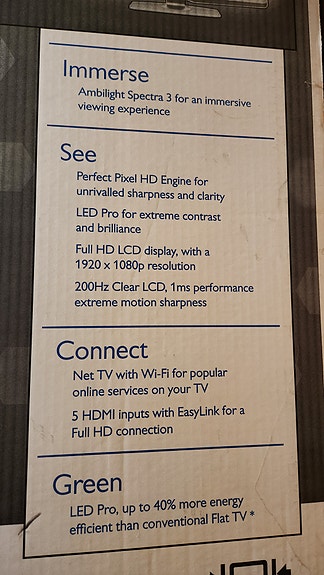 Immerse
Ambilight Spectra 3 for an immersive
viewing experience
See
Perfect Pixel HD Engine for
unrivalled sharpness and clarity
LED Pro for extreme contrast
and brilliance
Full HD LCD display, with a
1920 x 1080p resolution
200Hz Clear LCD, 1ms performance
extreme motion sharpness
Connect
Net TV with Wi-Fi for popular
online services on your TV
5 HDMI inputs with EasyLink for a
Full HD connection
Green
LED Pro, up to 40% more energy
efficient than conventional Flat TV *